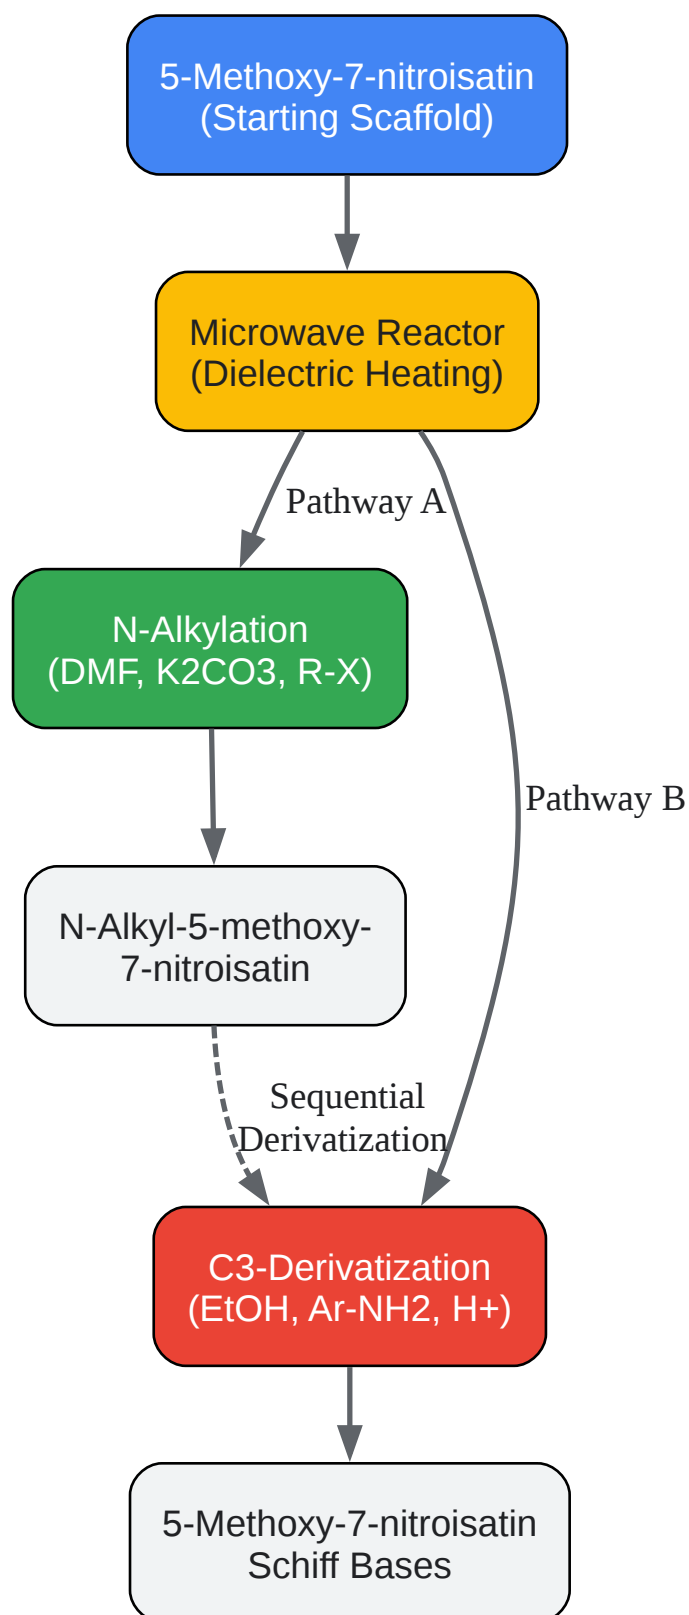 5-Methoxy-7-nitroisatin
(Starting Scaffold)
Microwave Reactor
(Dielectric Heating)
Pathway A
N-Alkylation
(DMF, K2CO3, R-X)
Pathway B
N-Alkyl-5-methoxy-
7-nitroisatin
Sequential
Derivatization
C3-Derivatization
(EtOH, Ar-NH2, H+)
5-Methoxy-7-nitroisatin
Schiff Bases